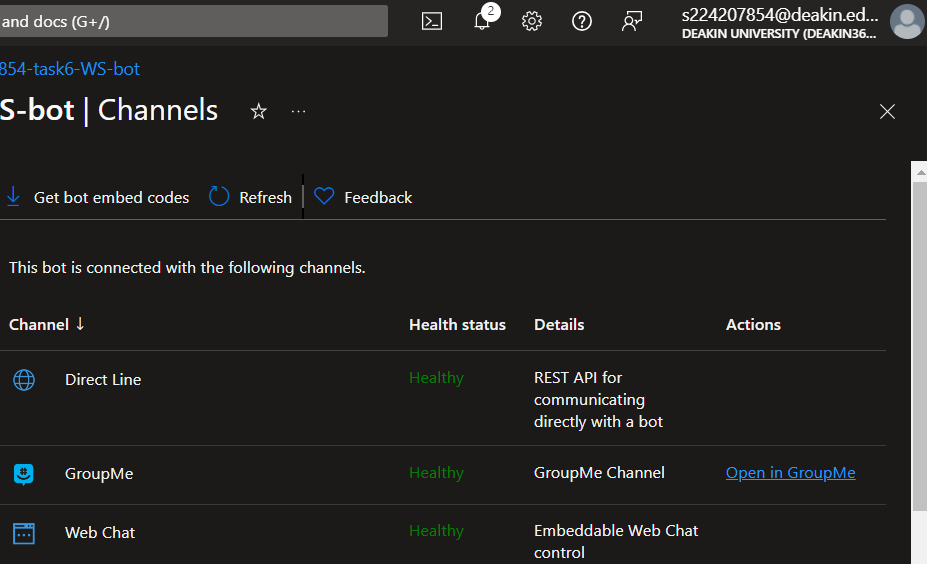 and docs (G+/)
2
s224207854@deakin.ed...
DEAKIN UNIVERSITY (DEAKIN36...
854-task6-WS-bot
S-bot | Channels
Get bot embed codes
Refresh
Feedback
This bot is connected with the following channels.
Channel ↓ Health status Details Actions
Direct Line Healthy REST API for
communicating
directly with a bot
GroupMe Healthy GroupMe Channel Open in GroupMe
Web Chat Healthy Embeddable Web Chat
control